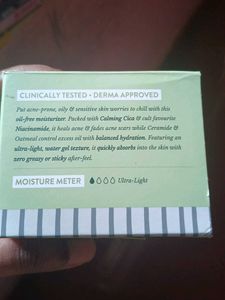 CLINICALLY TESTED • DERMA APPROVED
Put acne-prone, oily & sensitive skin worries to chill with this
oil-free moisturizer. Packed with Calming Cica & cult favourite
Niacinamide, it heals acne & fades acne scars while Ceramide &
Oatmeal control excess oil with balanced hydration. Featuring an
ultra-light, water gel texture, it quickly absorbs into the skin with
zero greasy or sticky after-feel.
MOISTURE METER Ultra-Light